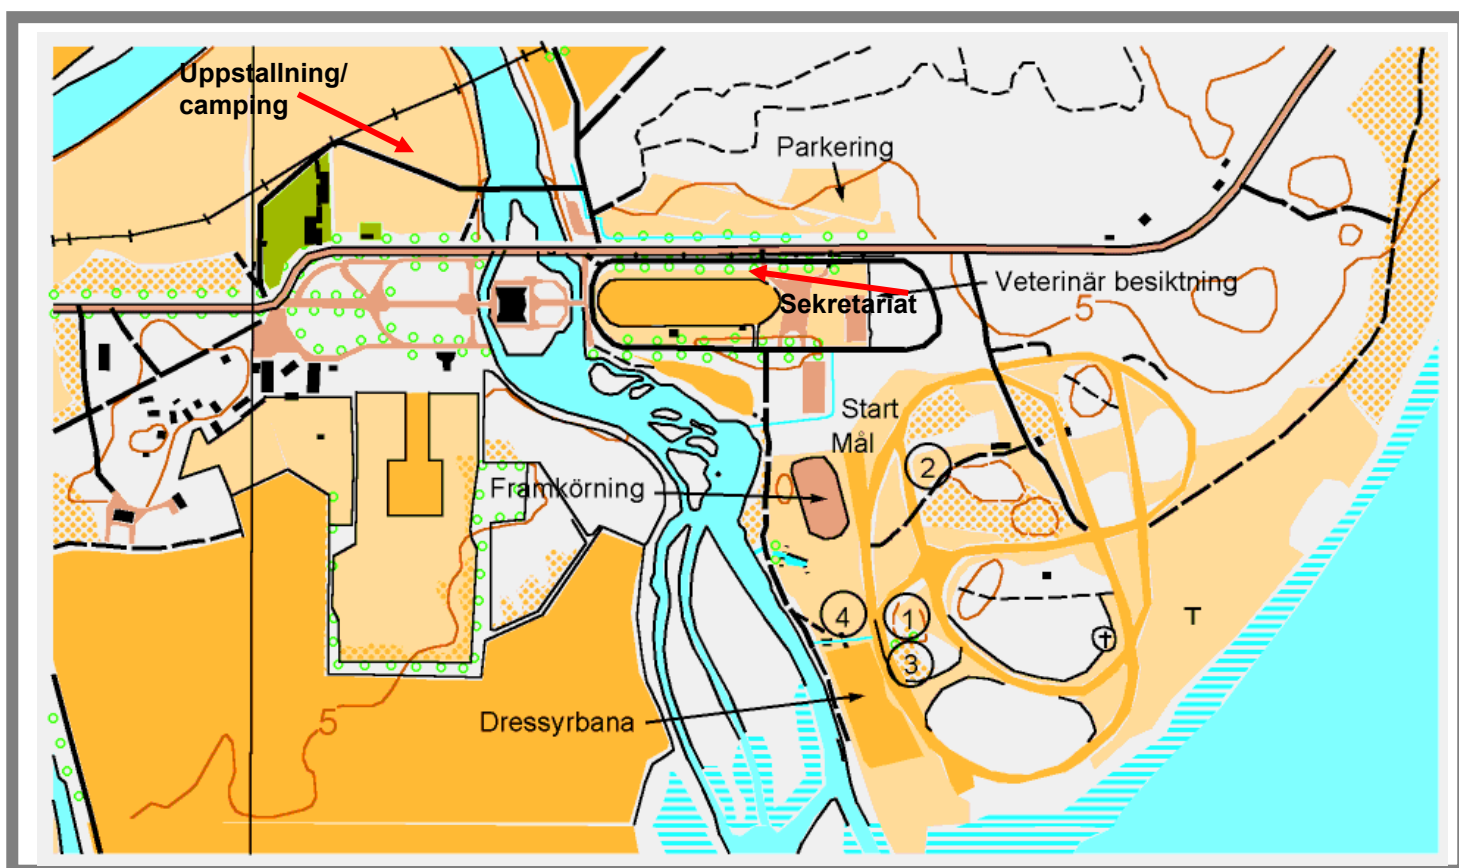 Uppstallning/
camping
Parkering
Veterinär besiktning
Sekretariat
5
Start
Mål
2
Framkörning
4
1
3
T
5
Dressyrbana